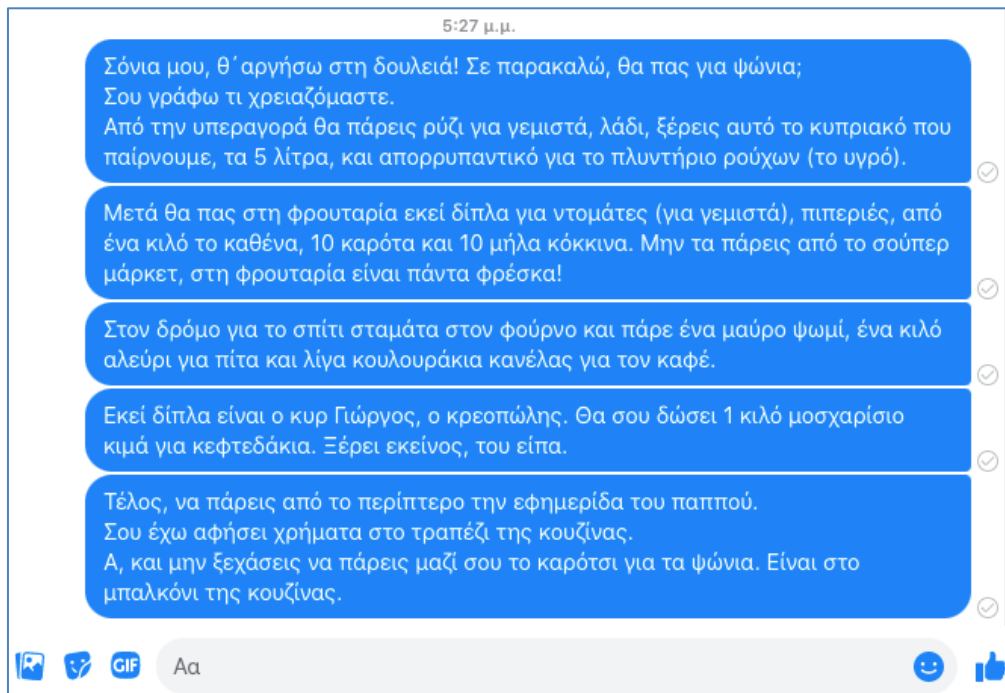 5:27 μ.μ.
Σόνια μου, θ΄αργήσω στη δουλειά! Σε παρακαλώ, θα πας για ψώνια;
Σου γράφω τι χρειαζόμαστε.
Από την υπεραγορά θα πάρεις ρύζι για γεμιστά, λάδι, ξέρεις αυτό το κυπριακό που
παίρνουμε, τα 5 λίτρα, και απορρυπαντικό για το πλυντήριο ρούχων (το υγρό).
Μετά θα πας στη φρουταρία εκεί δίπλα για ντομάτες (για γεμιστά), πιπεριές, από
ένα κιλό το καθένα, 10 καρότα και 10 μήλα κόκκινα. Μην τα πάρεις από το σούπερ
μάρκετ, στη φρουταρία είναι πάντα φρέσκα!
Στον δρόμο για το σπίτι σταμάτα στον φούρνο και πάρε ένα μαύρο ψωμί, ένα κιλό
αλεύρι για πίτα και λίγα κουλουράκια κανέλας για τον καφέ.
Εκεί δίπλα είναι ο κυρ Γιώργος, ο κρεοπώλης. Θα σου δώσει 1 κιλό μοσχαρίσιο
κιμά για κεφτεδάκια. Ξέρει εκείνος, του είπα.
Τέλος, να πάρεις από το περίπτερο την εφημερίδα του παππού.
Σου έχω αφήσει χρήματα στο τραπέζι της κουζίνας.
Α, και μην ξεχάσεις να πάρεις μαζί σου το καρότσι για τα ψώνια. Είναι στο
μπαλκόνι της κουζίνας.
GIF
Αα